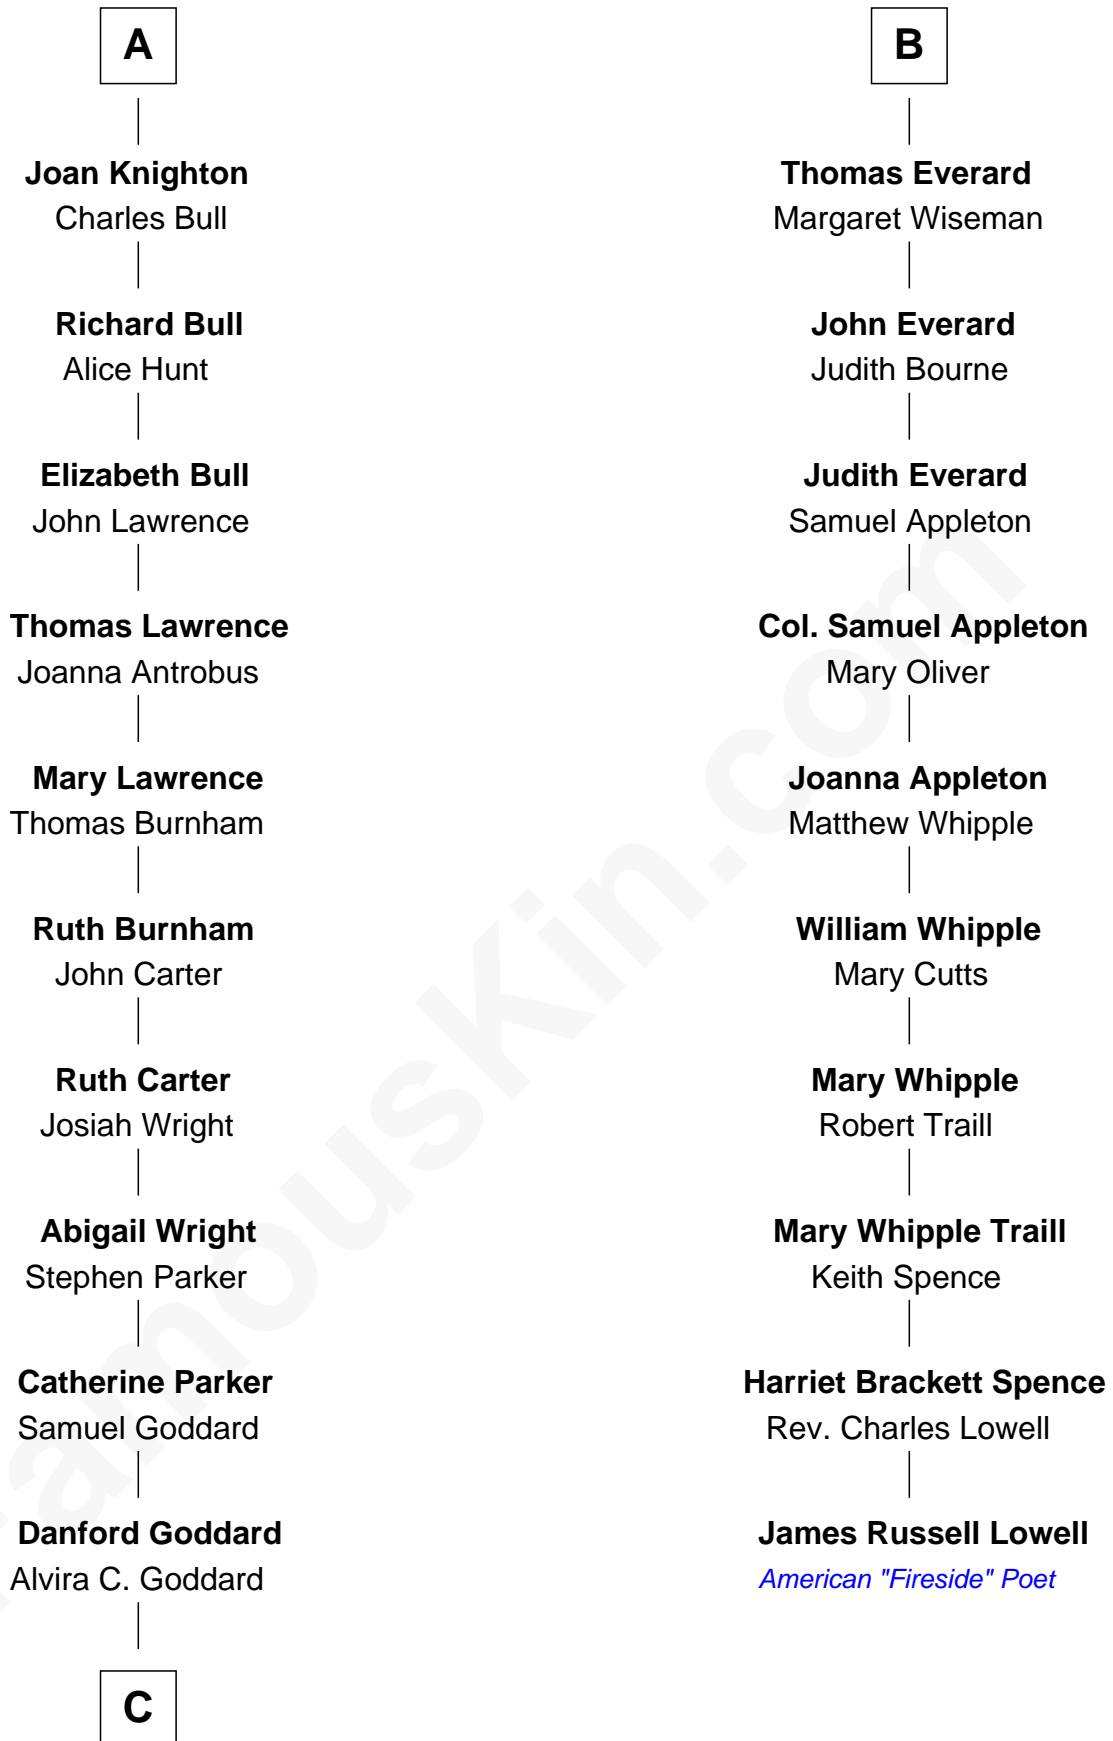 A
Joan Knighton
Charles Bull
Richard Bull
Alice Hunt
Elizabeth Bull
John Lawrence
Thomas Lawrence
Joanna Antrobus
Mary Lawrence
Thomas Burnham
Ruth Burnham
John Carter
Ruth Carter
Josiah Wright
Abigail Wright
Stephen Parker
Catherine Parker
Samuel Goddard
Danford Goddard
Alvira C. Goddard
C
B
Thomas Everard
Margaret Wiseman
John Everard
Judith Bourne
Judith Everard
Samuel Appleton
Col. Samuel Appleton
Mary Oliver
Joanna Appleton
Matthew Whipple
William Whipple
Mary Cutts
Mary Whipple
Robert Traill
Mary Whipple Traill
Keith Spence
Harriet Brackett Spence
Rev. Charles Lowell
James Russell Lowell
American "Fireside" Poet
FamousKin.com